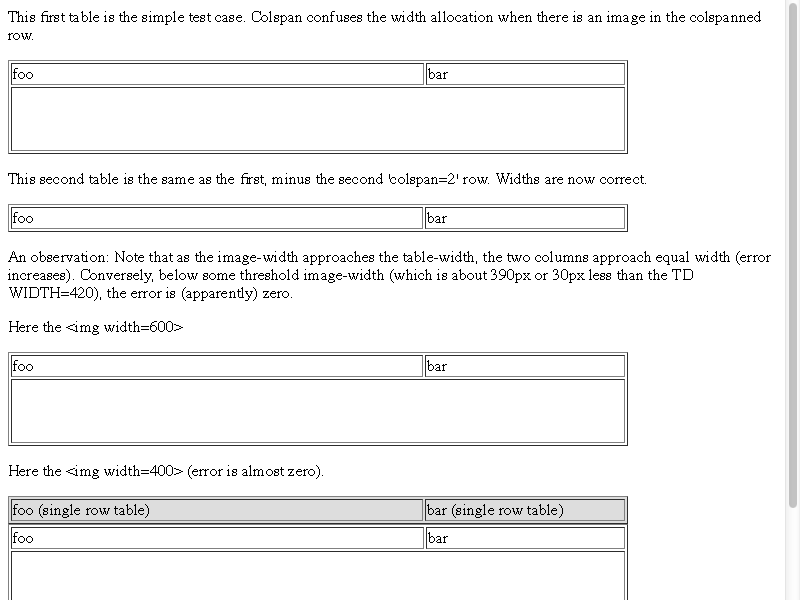 This first table is the simple test case. Colspan confuses the width allocation when there is an image in the colspanned
row.
foo bar
This second table is the same as the first, minus the second 'colspan=2' row. Widths are now correct.
foo bar
An observation: Note that as the image-width approaches the table-width, the two columns approach equal width (error
increases). Conversely, below some threshold image-width (which is about 390px or 30px less than the TD
WIDTH=420), the error is (apparently) zero.
Here the <img width=600>
foo bar
Here the <img width=400> (error is almost zero).
foo (single row table) bar (single row table)
foo bar